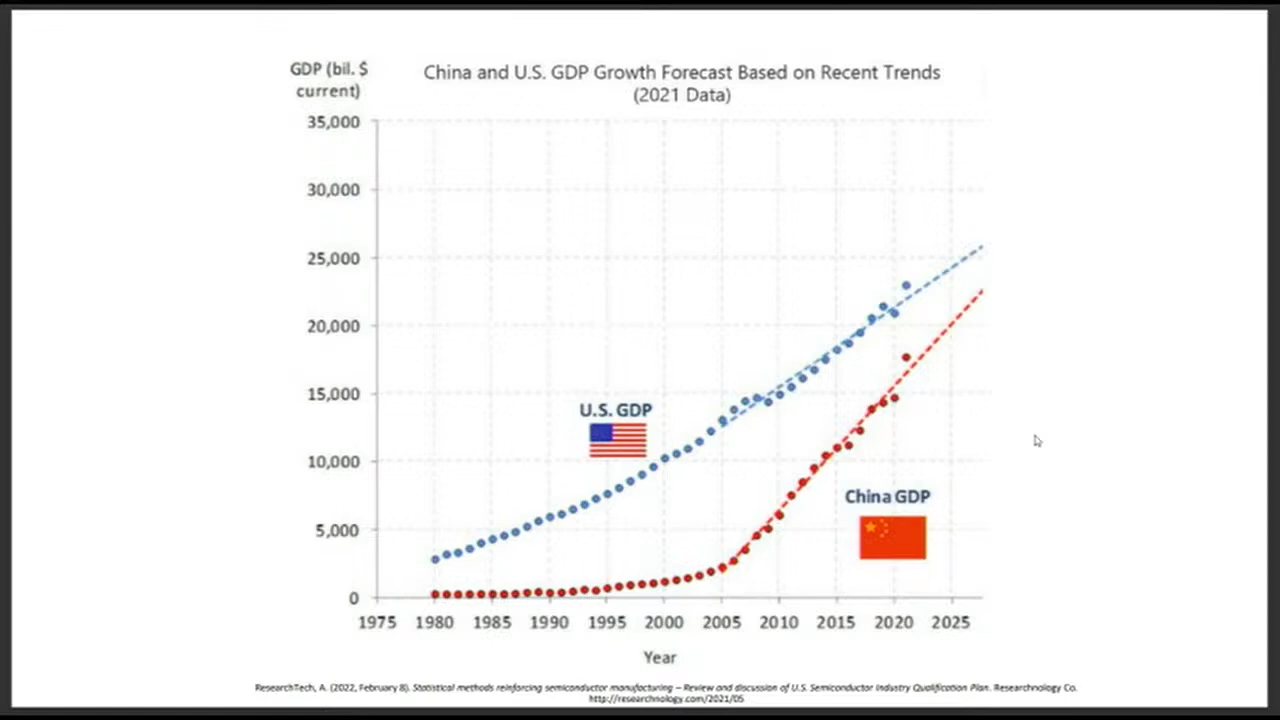 GDP (bil. $
current)
China and U.S. GDP Growth Forecast Based on Recent Trends
(2021 Data)
35,000
30,000
25,000
20,000
15,000
10,000
5,000
0
U.S. GDP
China GDP
1975 1980 1985 1990 1995 2000 2005 2010 2015 2020 2025
Year
ResearchTech, A. (2022, February 8). Statistical methods reinforcing semiconductor manufacturing – Review and discussion of U.S. Semiconductor Industry Qualification Plan. Researchnology Co.
http://researchnology.com/2021/05